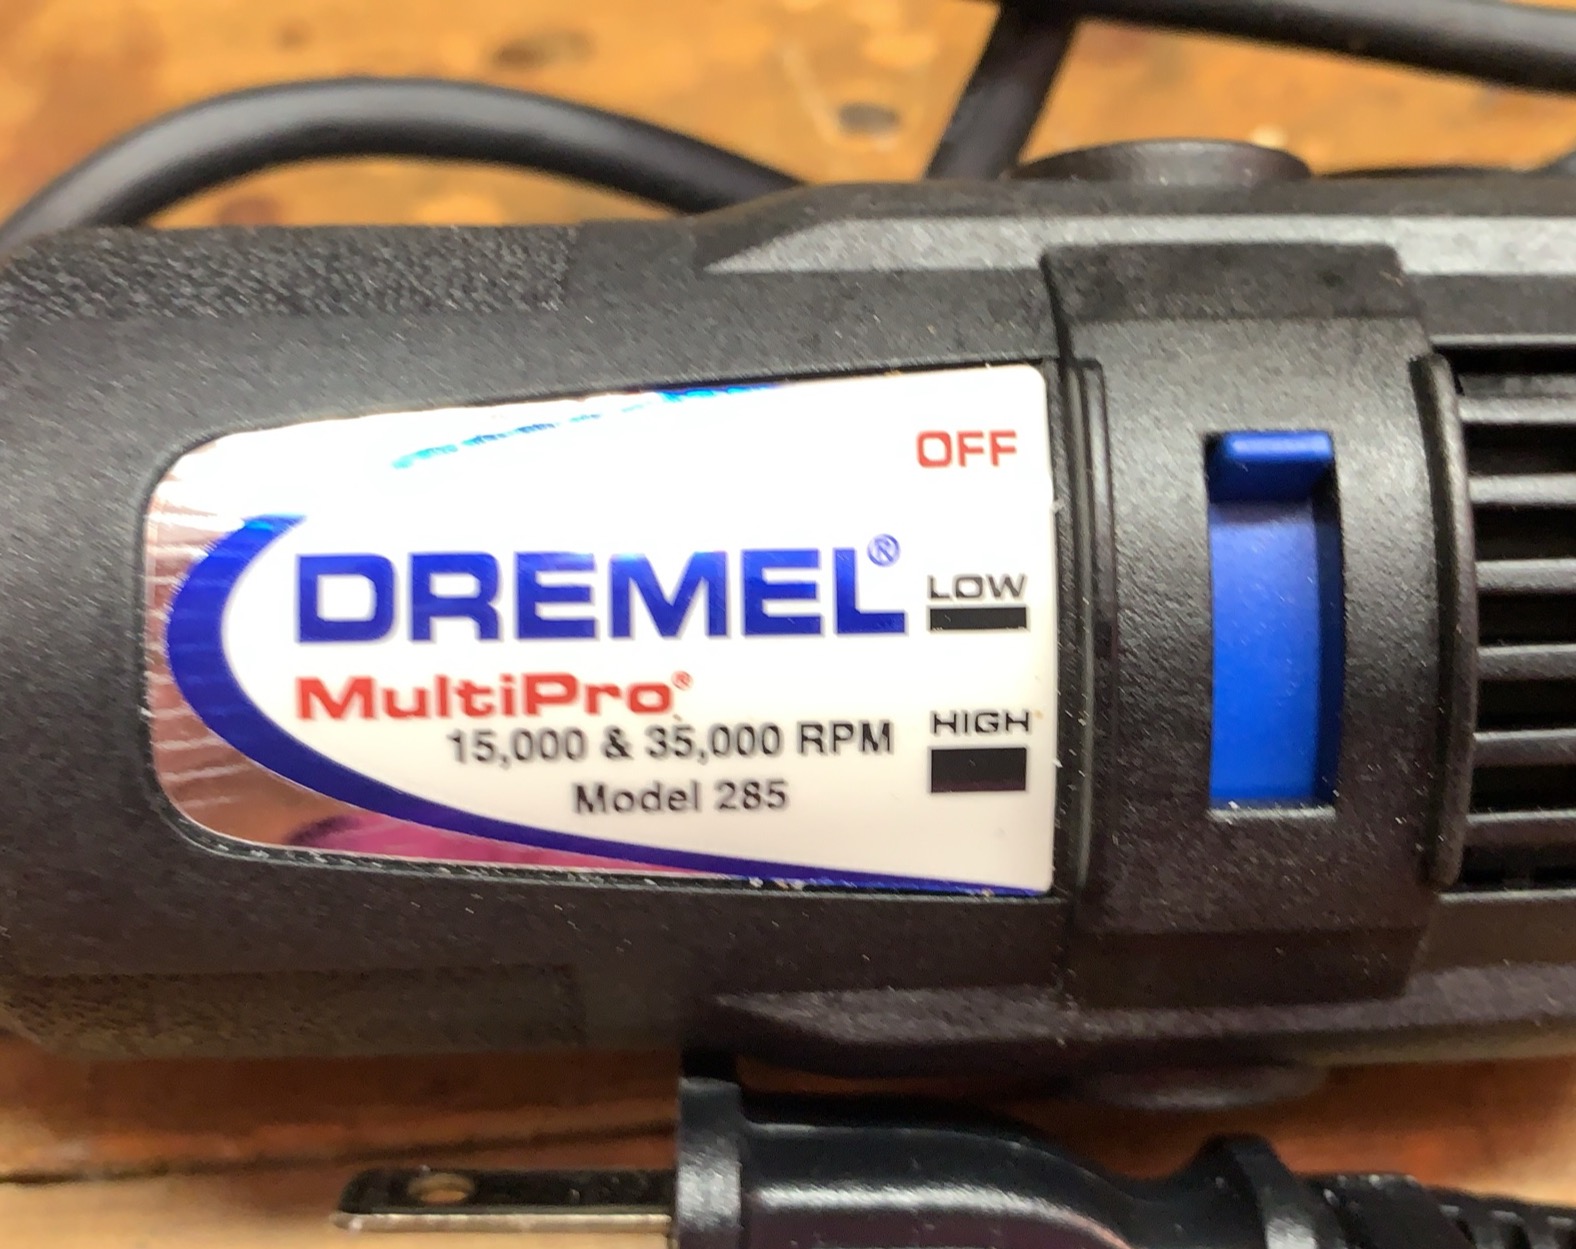 OFF
DREMEL®
LOW
MultiPro®
HIGH
15,000 & 35,000 RPM
Model 285